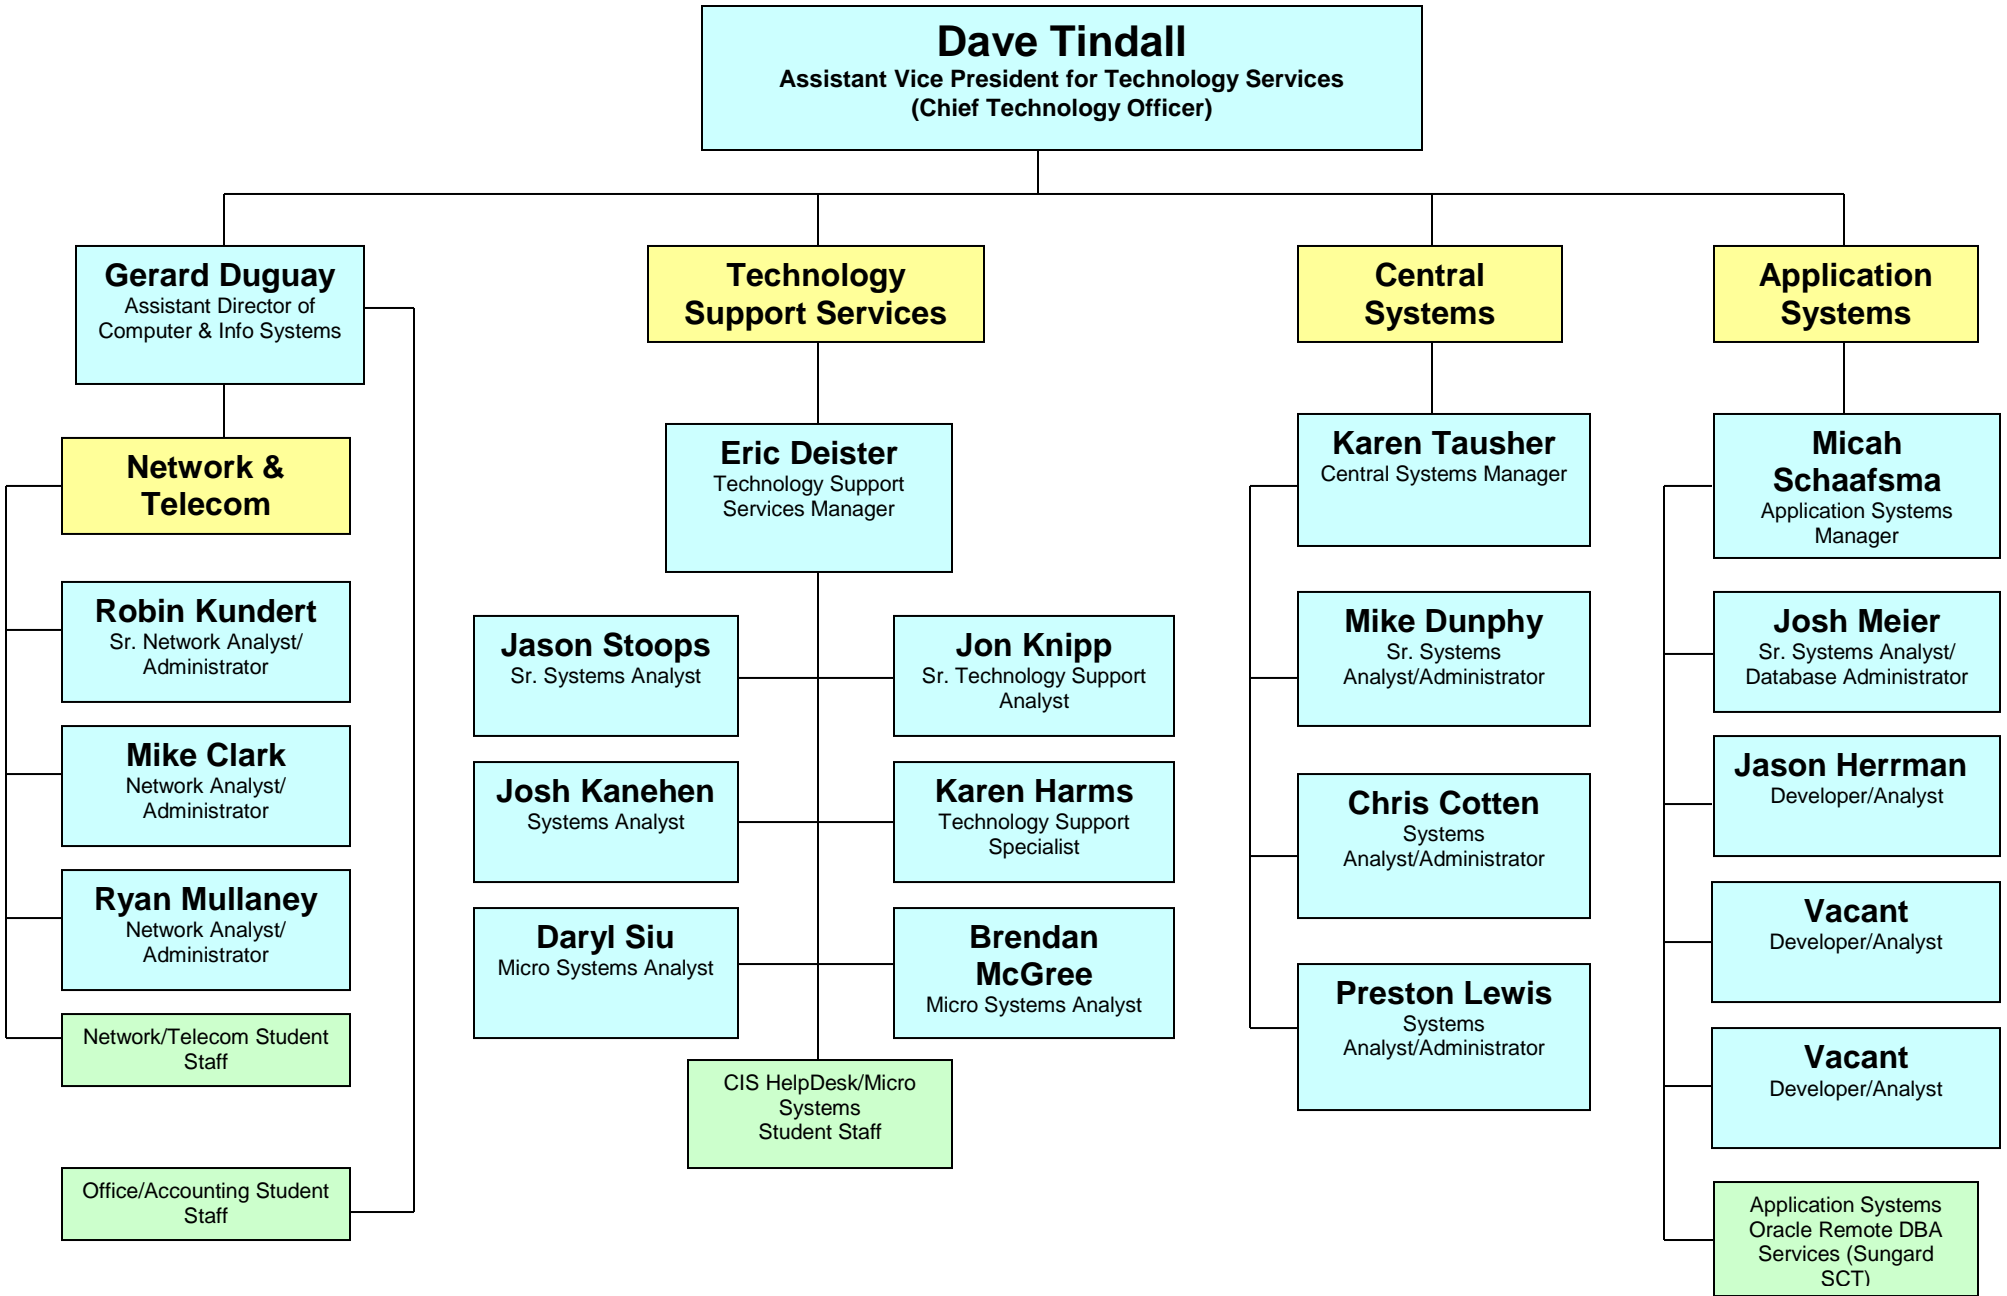 Dave Tindall
Assistant Vice President for Technology Services
(Chief Technology Officer)
Gerard Duguay
Assistant Director of
Computer & Info Systems
Technology
Support Services
Central
Systems
Application
Systems
Network &
Telecom
Robin Kundert
Sr. Network Analyst/
Administrator
Mike Clark
Network Analyst/
Administrator
Ryan Mullaney
Network Analyst/
Administrator
Network/Telecom Student
Staff
Office/Accounting Student
Staff
Eric Deister
Technology Support
Services Manager
Jason Stoops
Sr. Systems Analyst
Jon Knipp
Sr. Technology Support
Analyst
Josh Kanehen
Systems Analyst
Karen Harms
Technology Support
Specialist
Daryl Siu
Micro Systems Analyst
Brendan
McGree
Micro Systems Analyst
CIS HelpDesk/Micro
Systems
Student Staff
Karen Tausher
Central Systems Manager
Mike Dunphy
Sr. Systems
Analyst/Administrator
Chris Cotten
Systems
Analyst/Administrator
Preston Lewis
Systems
Analyst/Administrator
Micah
Schaafsma
Application Systems
Manager
Josh Meier
Sr. Systems Analyst/
Database Administrator
Jason Herrman
Developer/Analyst
Vacant
Developer/Analyst
Vacant
Developer/Analyst
Application Systems
Oracle Remote DBA
Services (Sungard
SCT)